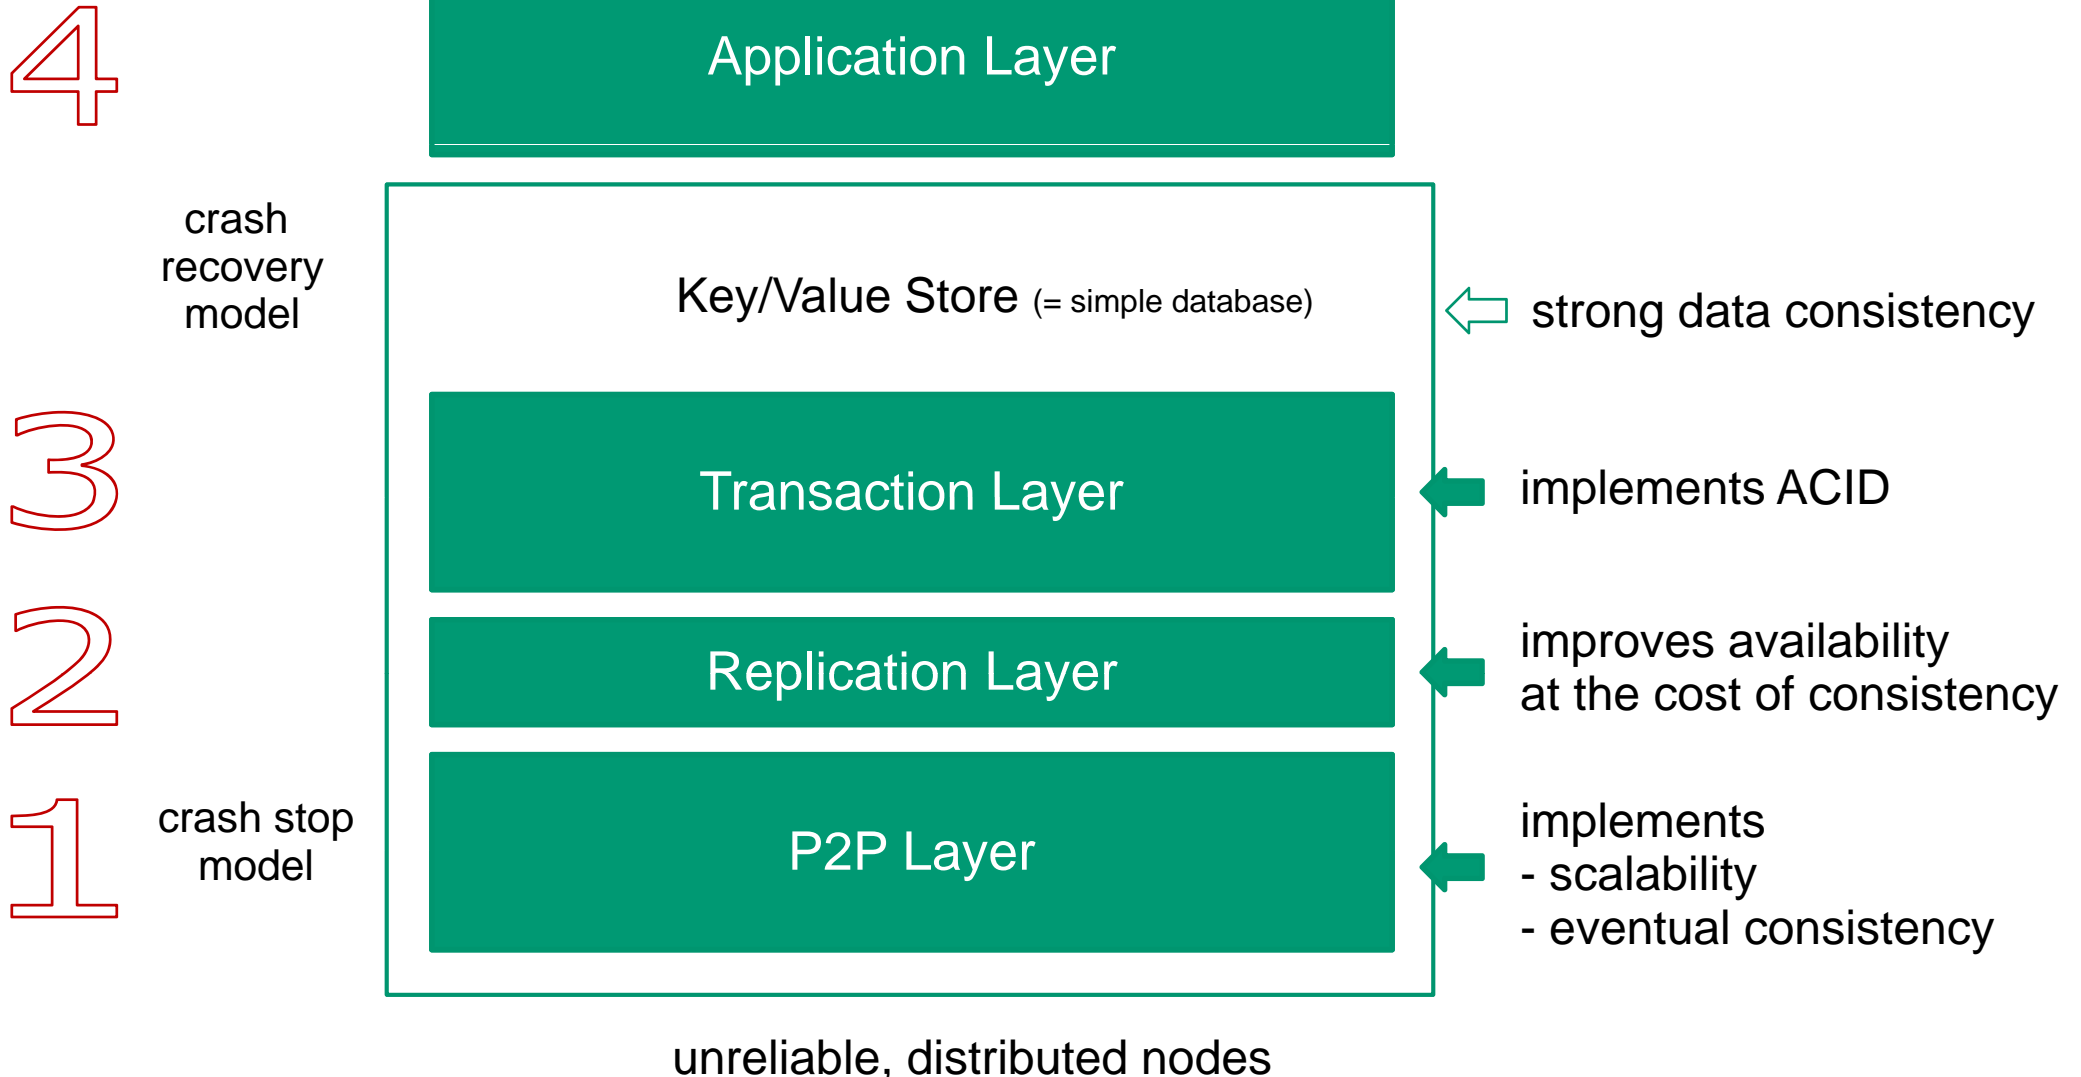 4
Application Layer
crash
recovery
model
Key/Value Store (= simple database)
strong data consistency
3
Transaction Layer
implements ACID
2
Replication Layer
improves availability
at the cost of consistency
1
crash stop
model
P2P Layer
implements
- scalability
- eventual consistency
unreliable, distributed nodes